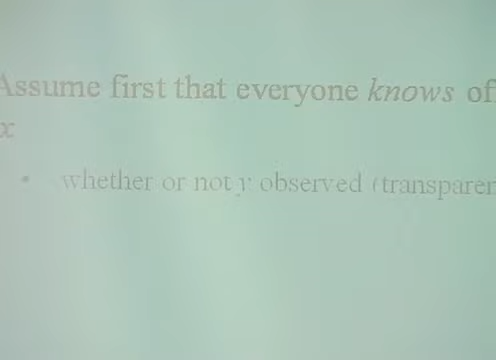 Assume first that everyone knows of
x
• whether or not y observed (transparen